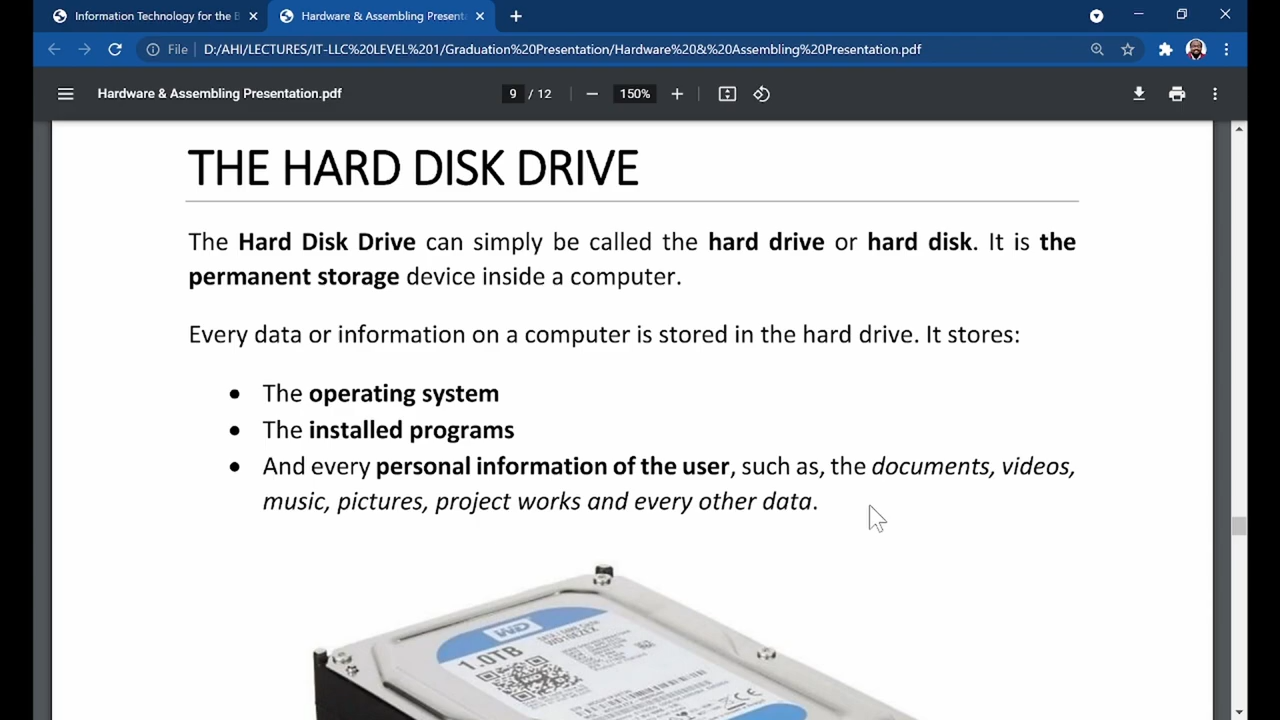 Information Technology for the B
Hardware & Assembling Present
File
D:/AHI/LECTURES/IT-LLC%20LEVEL%201/Graduation%20Presentation/Hardware%20&%20Assembling%20Presentation.pdf
Hardware & Assembling Presentation.pdf
9 / 12
150%
THE HARD DISK DRIVE
The Hard Disk Drive can simply be called the hard drive or hard disk. It is the
permanent storage device inside a computer.
Every data or information on a computer is stored in the hard drive. It stores:
• The operating system
• The installed programs
• And every personal information of the user, such as, the documents, videos,
music, pictures, project works and every other data.
WD
1.0TB